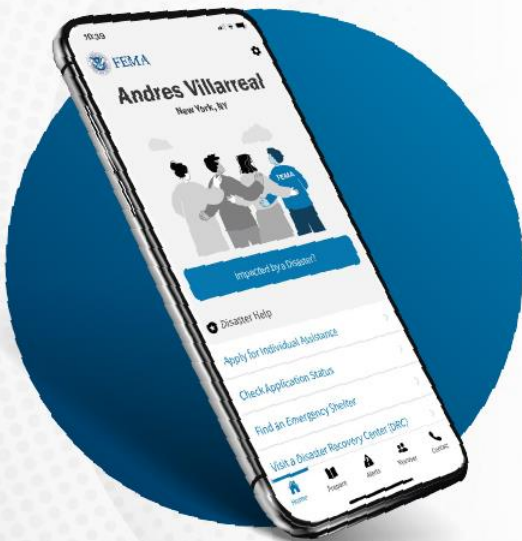 10:39
FEMA
Andres Villarreal
New York, NY
FEMA
Impacted by a Disaster?
Disaster Help
Apply for Individual Assistance
Check Application Status
Find an Emergency Shelter
Visit a Disaster Recovery Center (DRC)
Home
Prepare
Alerts
Recover
Contact